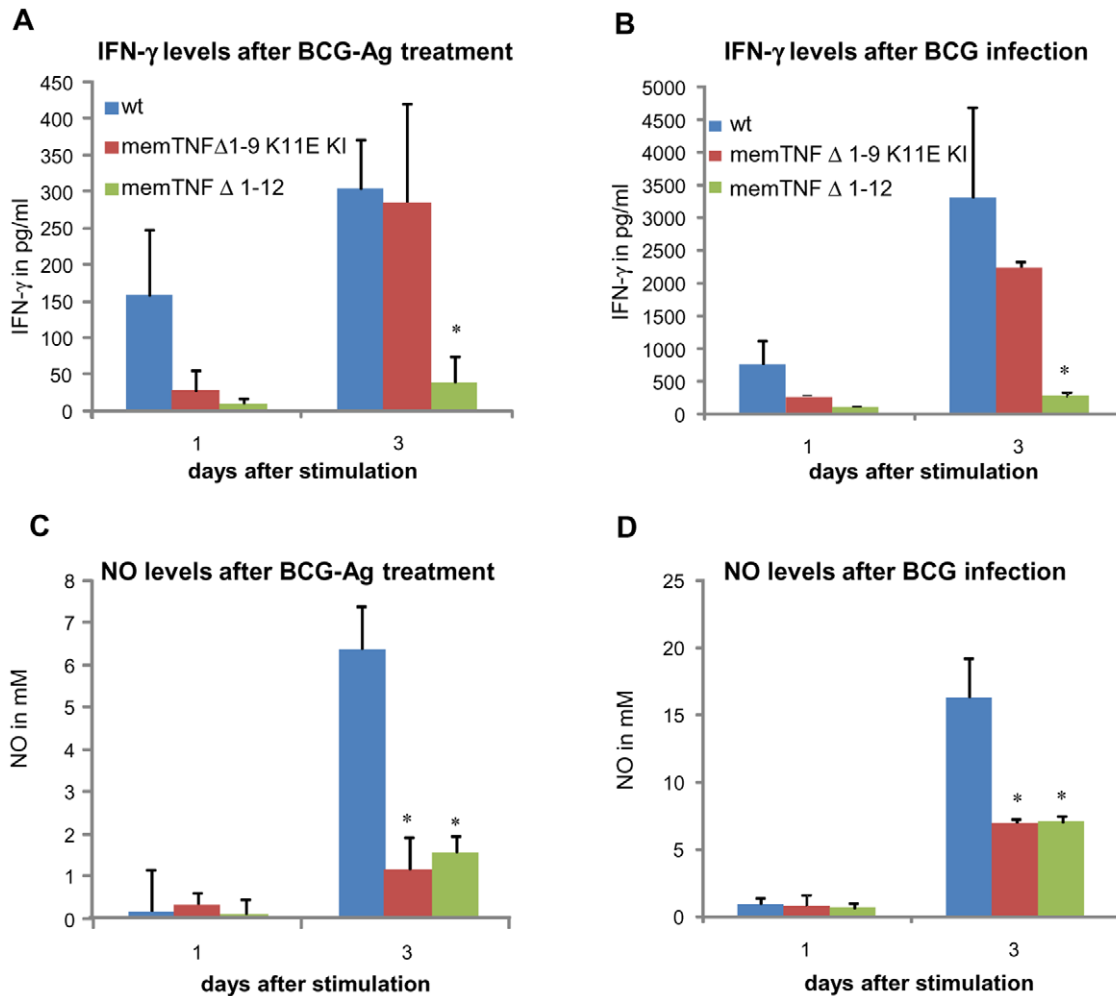 A
IFN-γ levels after BCG-Ag treatment
450
400
350
300
250
200
150
100
50
0
IFN-γ in pg/ml
wt
memTNFΔ1-9 K11E KI
memTNF Δ 1-12
*
1
3
days after stimulation
B
IFN-γ levels after BCG infection
5000
4500
4000
3500
3000
2500
2000
1500
1000
500
0
IFN-γ in pg/ml
wt
memTNF Δ 1-9 K11E KI
memTNF Δ 1-12
*
1
3
days after stimulation
C
NO levels after BCG-Ag treatment
8
7
6
5
4
3
2
1
0
NO in mM
*
*
1
3
days after stimulation
D
NO levels after BCG infection
25
20
15
10
5
0
NO in mM
*
*
1
3
days after stimulation